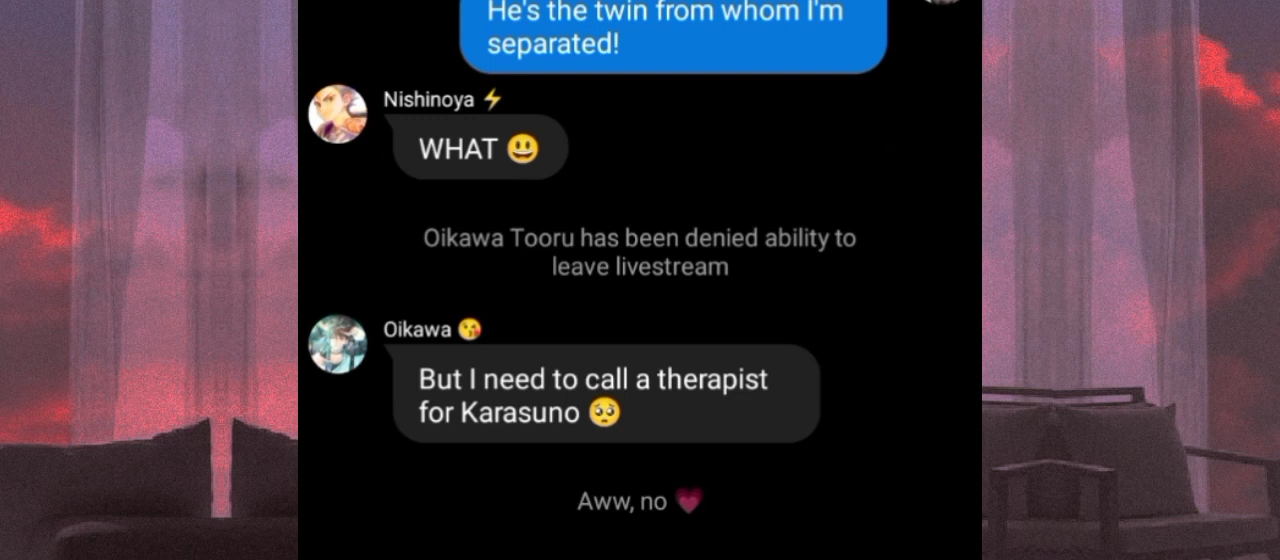 He's the twin from whom I'm
separated!
Nishinoya ⚡
WHAT 😃
Oikawa Tooru has been denied ability to
leave livestream
Oikawa 😘
But I need to call a therapist
for Karasuno 🥺
Aww, no 💗